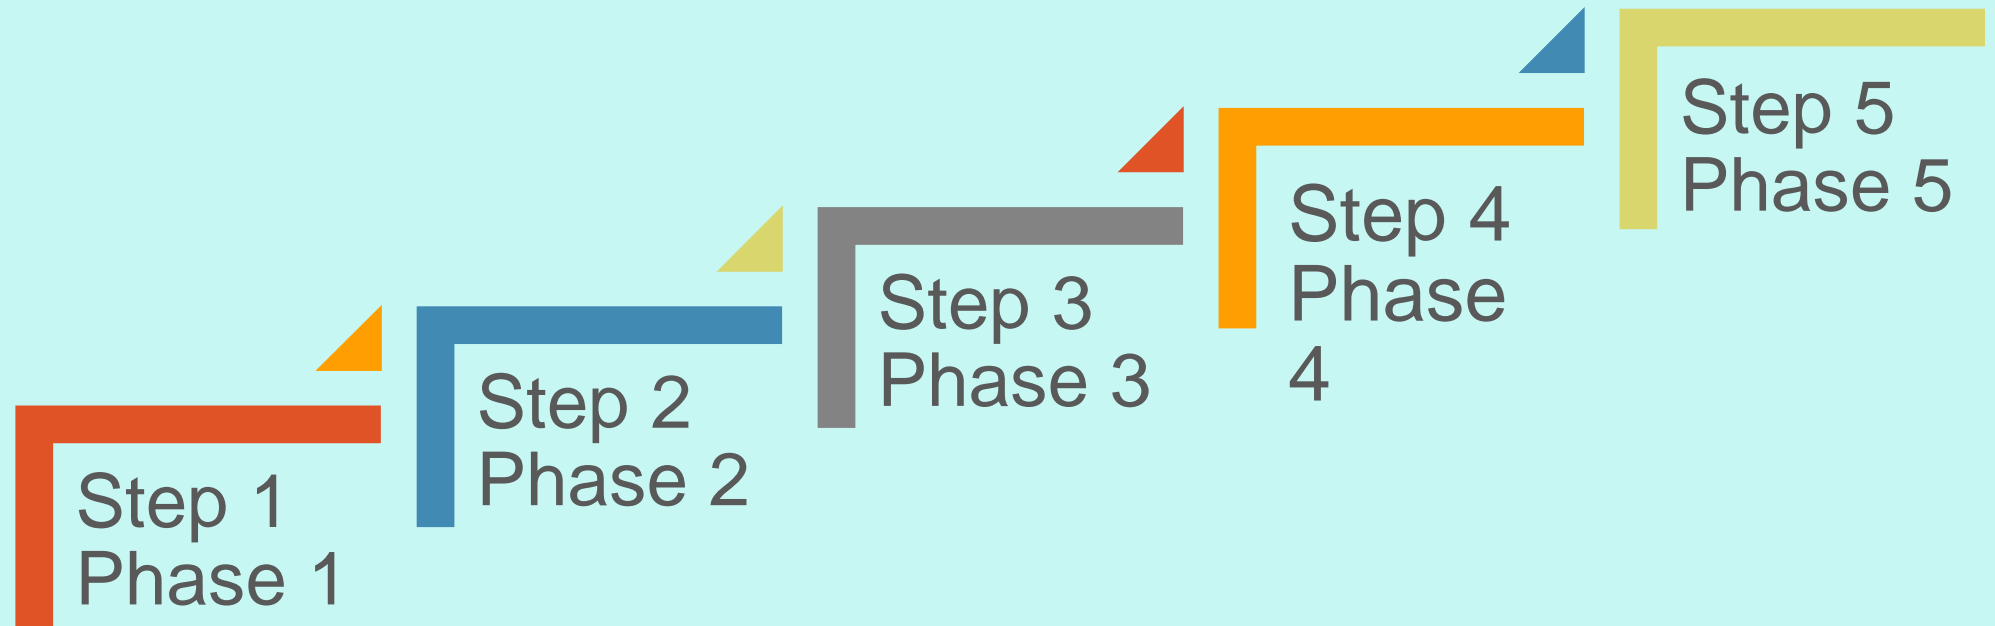 Step 1
Phase 1
Step 2
Phase 2
Step 3
Phase 3
Step 4
Phase
4
Step 5
Phase 5